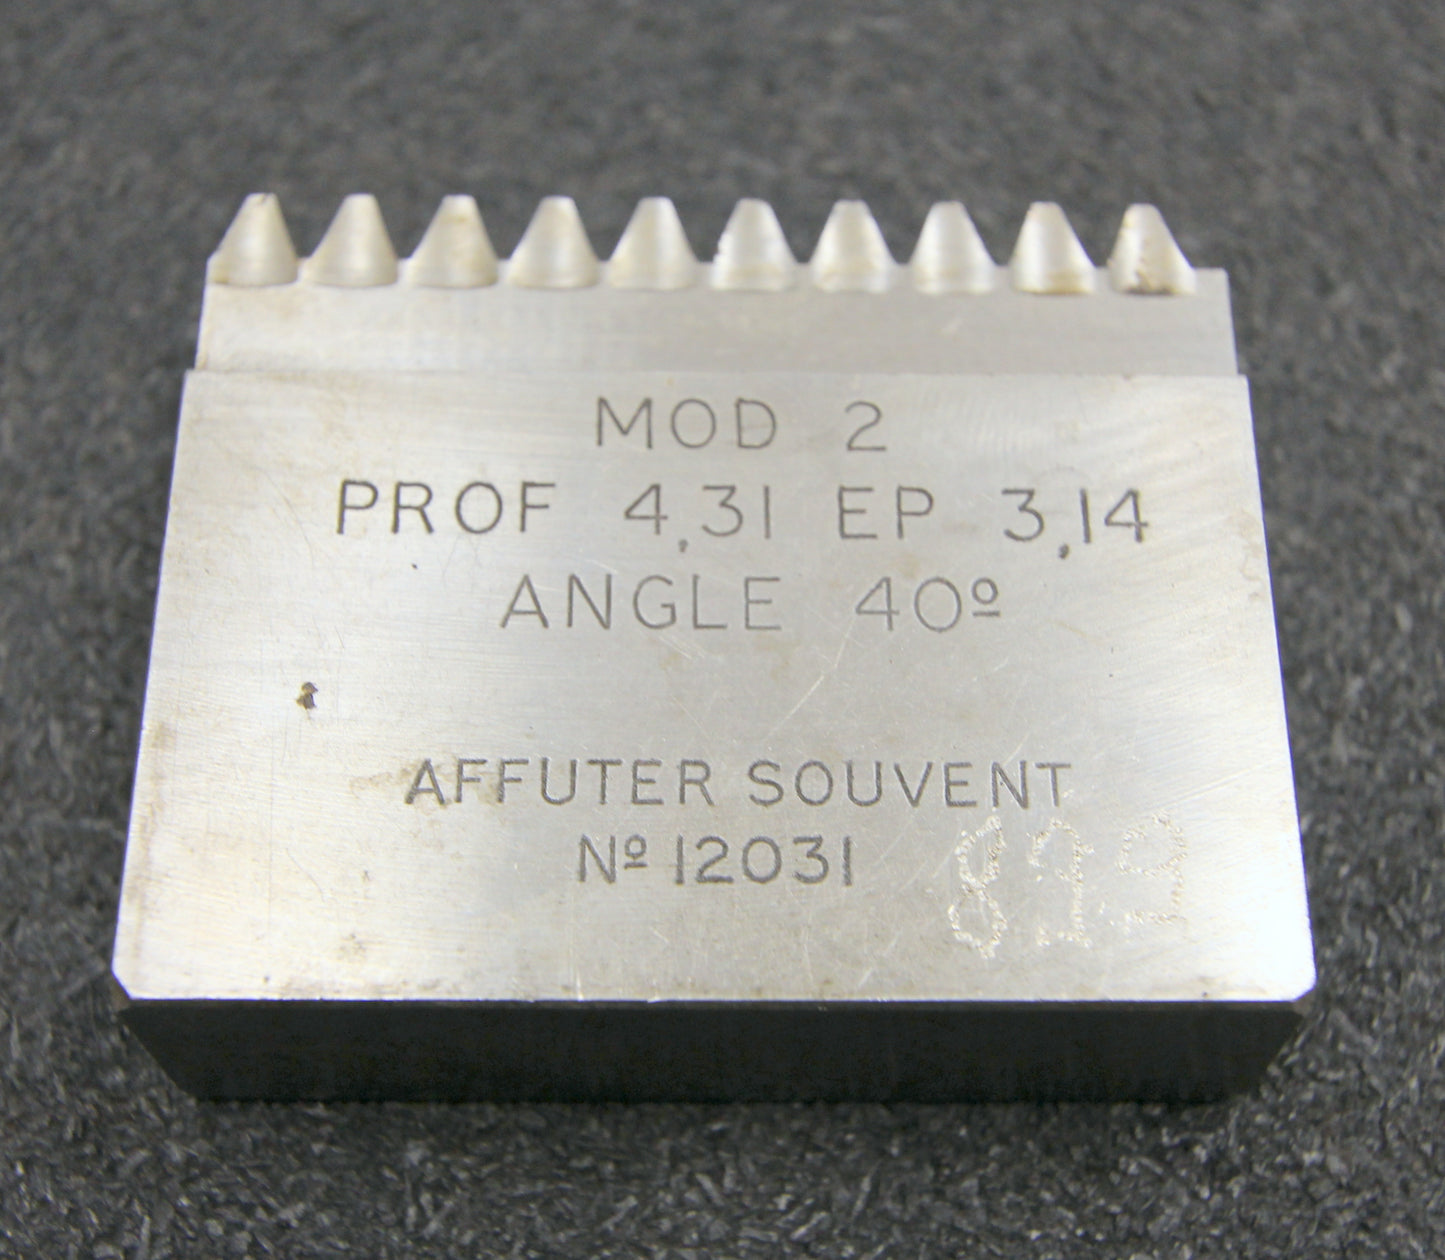 MOD 2
PROF 4,31 EP 3,14
ANGLE 40º
AFFUTER SOUVENT
Nº 12031